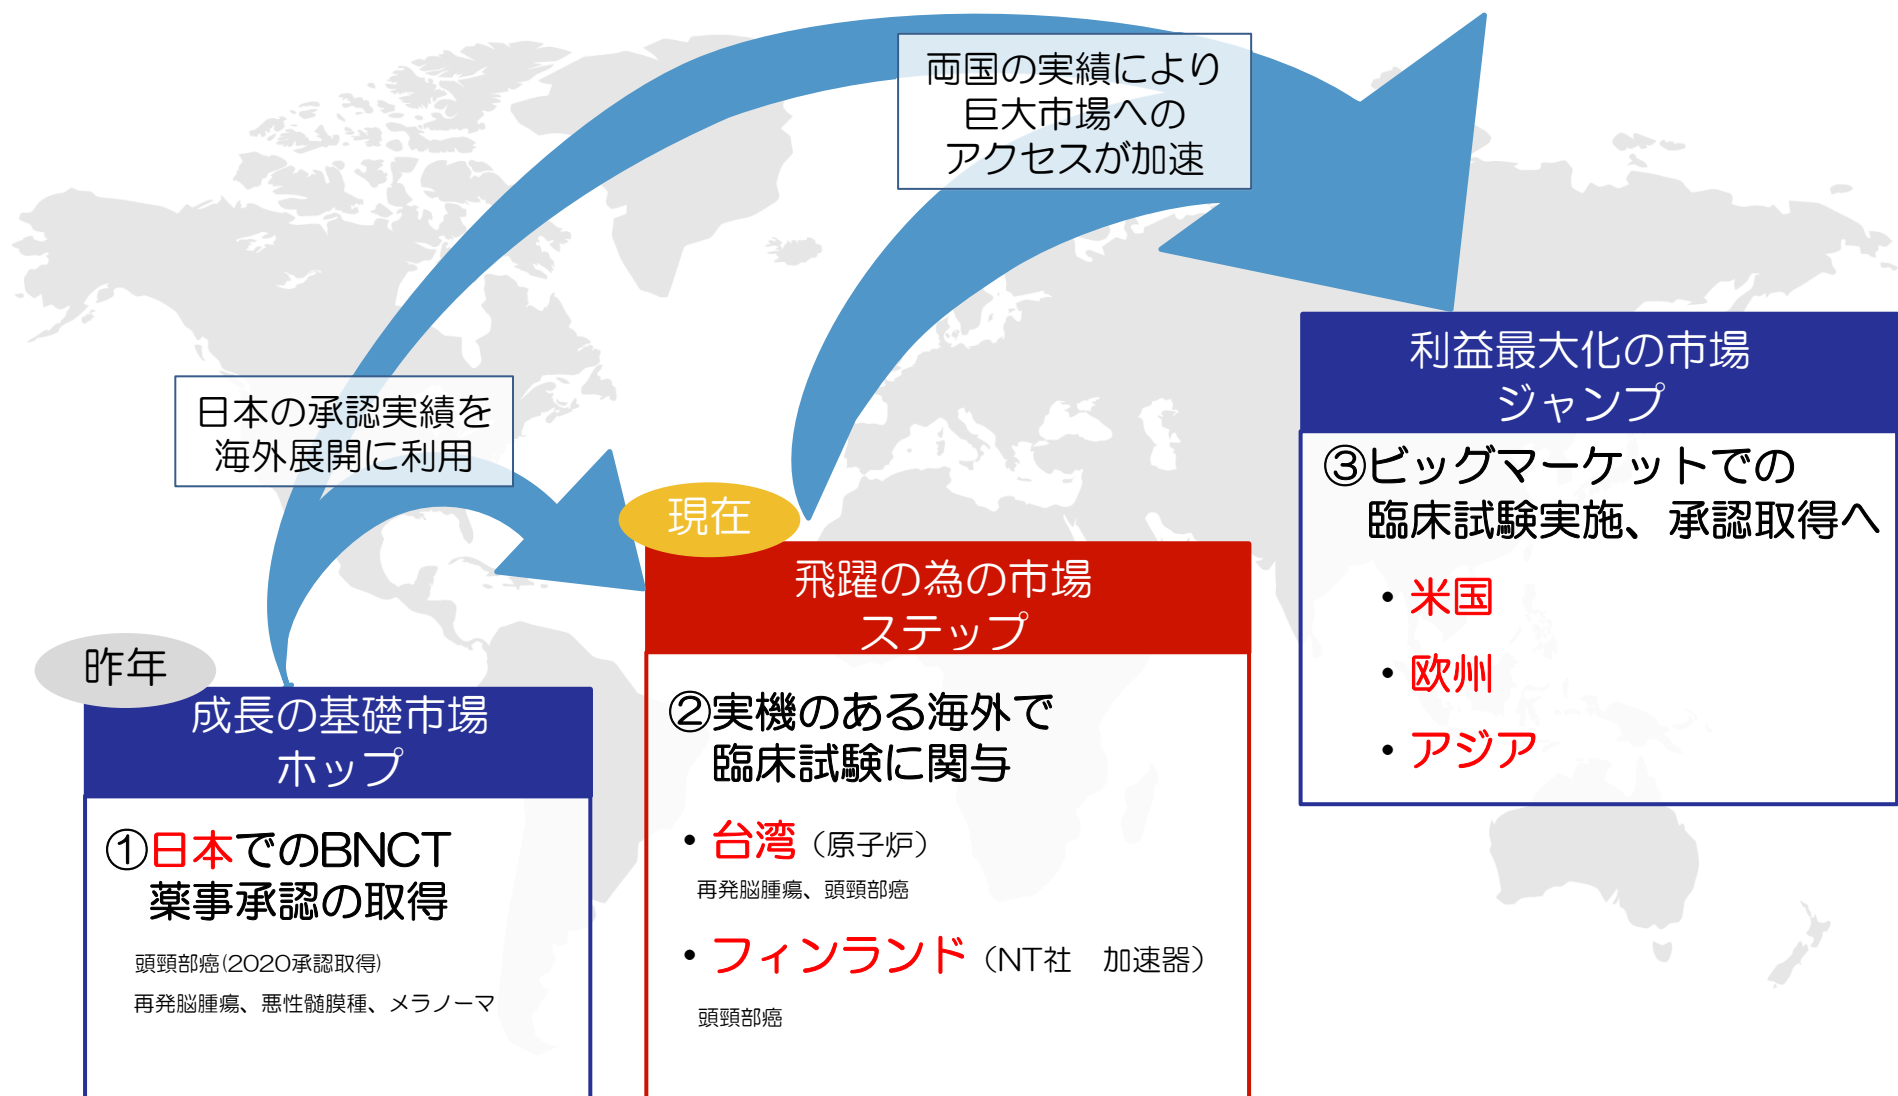 両国の実績により
巨大市場への
アクセスが加速
日本の承認実績を
海外展開に利用
昨年
成長の基礎市場
ホップ
①日本でのBNCT
薬事承認の取得
頭頸部癌(2020承認取得)
再発脳腫瘍、悪性髄膜種、メラノーマ
現在
飛躍の為の市場
ステップ
②実機のある海外で
臨床試験に関与
・台湾（原子炉）
再発脳腫瘍、頭頸部癌
・フィンランド（NT社　加速器）
頭頸部癌
利益最大化の市場
ジャンプ
③ビッグマーケットでの
臨床試験実施、承認取得へ
・米国
・欧州
・アジア